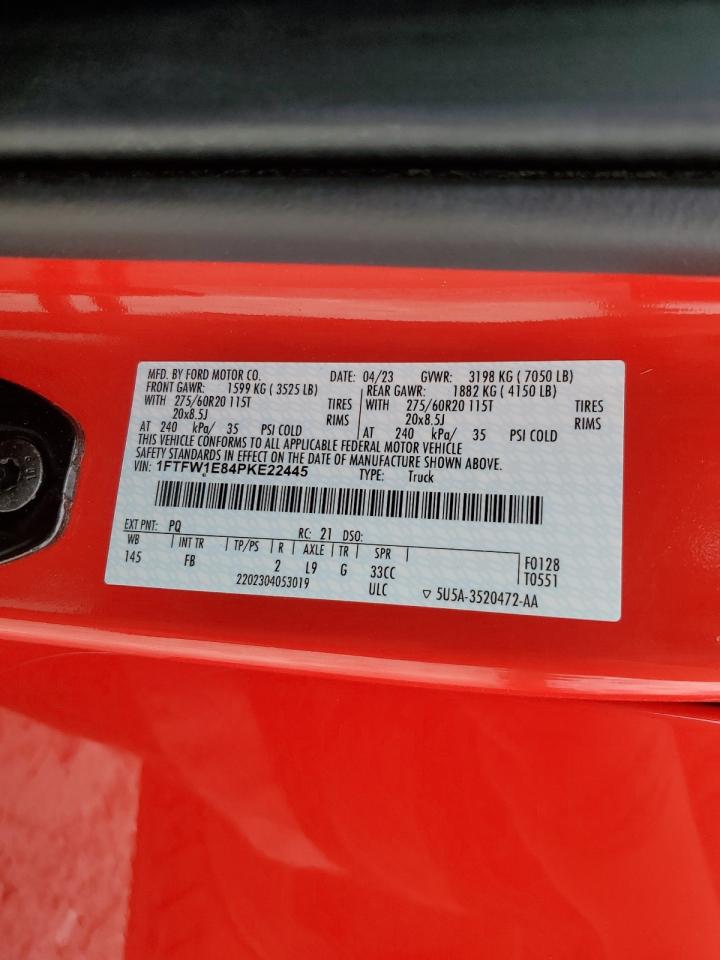 MFD. BY FORD MOTOR CO. DATE: 04/23 GVWR: 3198 KG ( 7050 LB)
FRONT GAWR: 1599 KG ( 3525 LB) REAR GAWR: 1882 KG ( 4150 LB)
WITH 275/60R20 115T TIRES WITH 275/60R20 115T TIRES
20x8.5J RIMS 20x8.5J RIMS
AT 240 kPa/ 35 PSI COLD AT 240 kPa/ 35 PSI COLD
THIS VEHICLE CONFORMS TO ALL APPLICABLE FEDERAL MOTOR VEHICLE
SAFETY STANDARDS IN EFFECT ON THE DATE OF MANUFACTURE SHOWN ABOVE.
VIN: 1FTFW1E84PKE22445 TYPE: Truck
EXT PNT: PQ RC: 21 DSO:
WB INT TR TP/PS R AXLE TR SPR F0128
145 FB 2 L9 G 33CC T0551
2202304053019 ULC ▽ 5U5A-3520472-AA